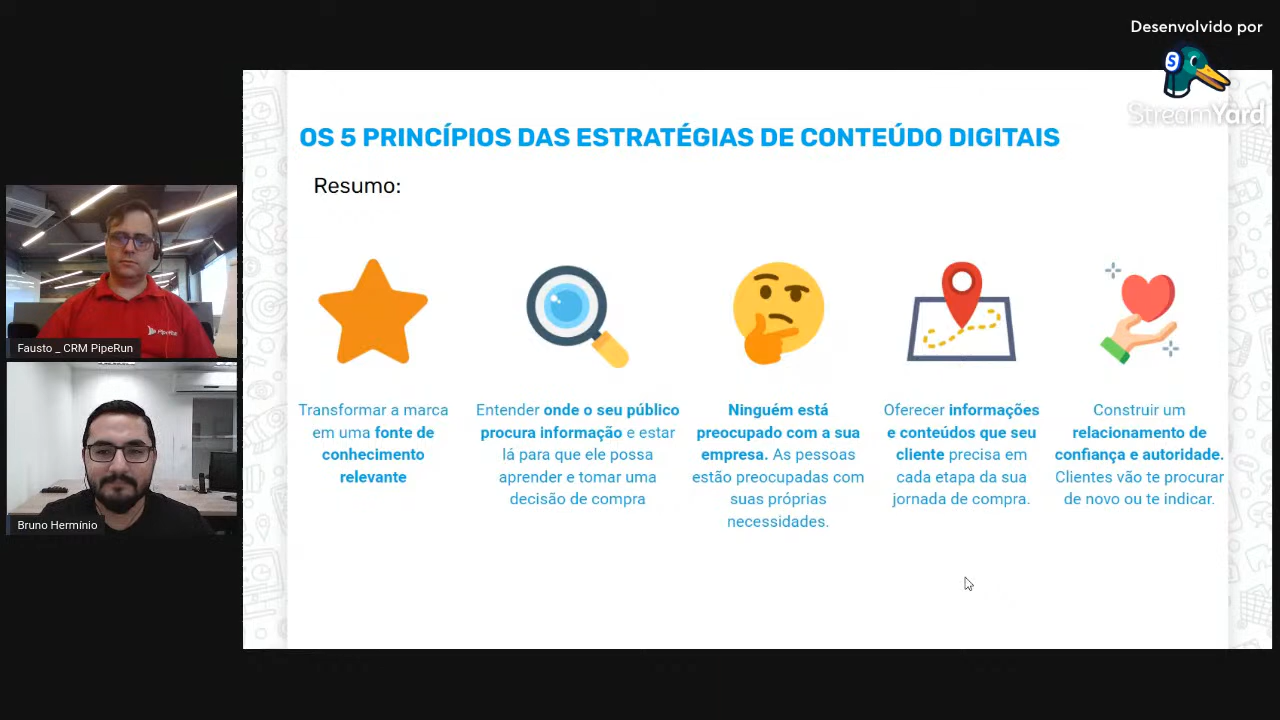 Desenvolvido por
StreamYard
OS 5 PRINCÍPIOS DAS ESTRATÉGIAS DE CONTEÚDO DIGITAIS
Resumo:
Transformar a marca
em uma fonte de
conhecimento
relevante
Entender onde o seu público
procura informação e estar
lá para que ele possa
aprender e tomar uma
decisão de compra
Ninguém está
preocupado com a sua
empresa. As pessoas
estão preocupadas com
suas próprias
necessidades.
Oferecer informações
e conteúdos que seu
cliente precisa em
cada etapa da sua
jornada de compra.
Construir um
relacionamento de
confiança e autoridade.
Clientes vão te procurar
de novo ou te indicar.
PipeRun
Fausto _ CRM PipeRun
Bruno Hermínio